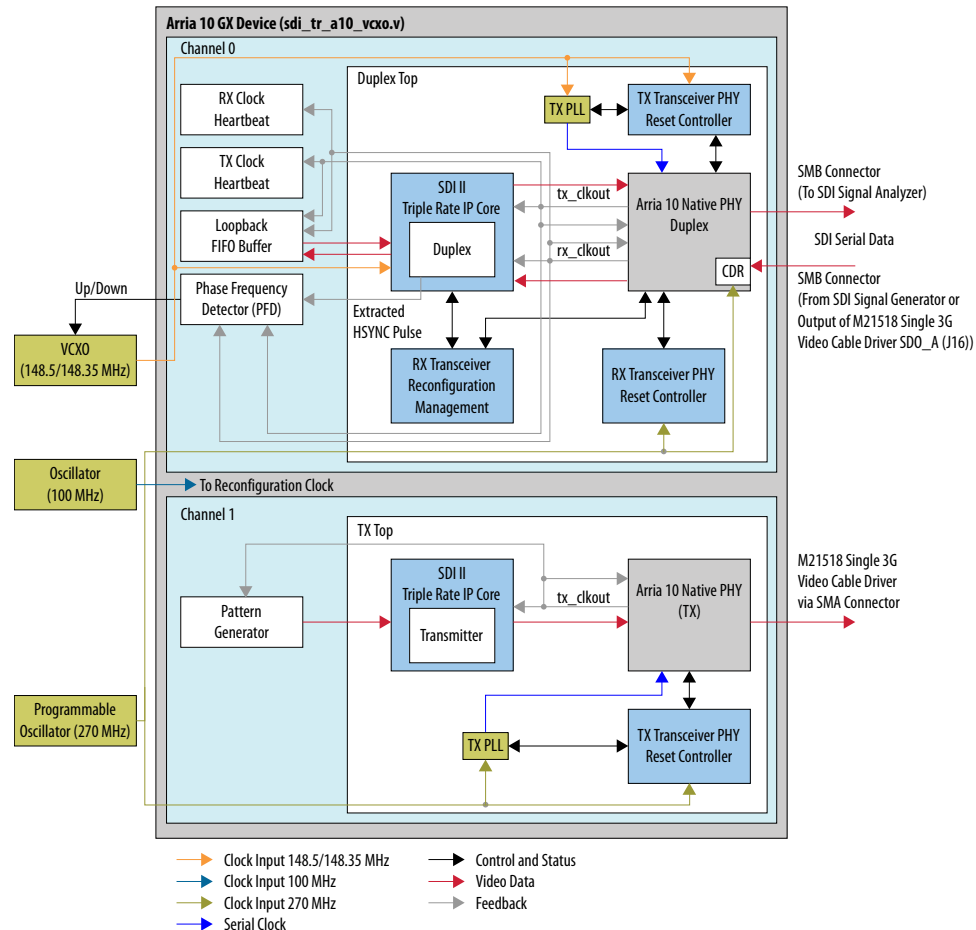 Arria 10 GX Device (sdi_tr_a10_vcxo.v)
Channel 0
Duplex Top
RX Clock
Heartbeat
TX PLL
TX Transceiver PHY
Reset Controller
TX Clock
Heartbeat
SDI II
Triple Rate IP Core
Duplex
tx_clkout
rx_clkout
Arria 10 Native PHY
Duplex
CDR
SMB Connector
(To SDI Signal Analyzer)
SDI Serial Data
SMB Connector
(From SDI Signal Generator or
Output of M21518 Single 3G
Video Cable Driver SDO_A (J16))
Loopback
FIFO Buffer
Up/Down
Phase Frequency
Detector (PFD)
Extracted
HSYNC Pulse
VCXO
(148.5/148.35 MHz)
RX Transceiver
Reconfiguration
Management
RX Transceiver PHY
Reset Controller
Oscillator
(100 MHz)
To Reconfiguration Clock
Channel 1
TX Top
SDI II
Triple Rate IP Core
Transmitter
tx_clkout
Arria 10 Native PHY
(TX)
M21518 Single 3G
Video Cable Driver
via SMA Connector
Pattern
Generator
Programmable
Oscillator (270 MHz)
TX PLL
TX Transceiver PHY
Reset Controller
Clock Input 148.5/148.35 MHz
Clock Input 100 MHz
Clock Input 270 MHz
Serial Clock
Control and Status
Video Data
Feedback